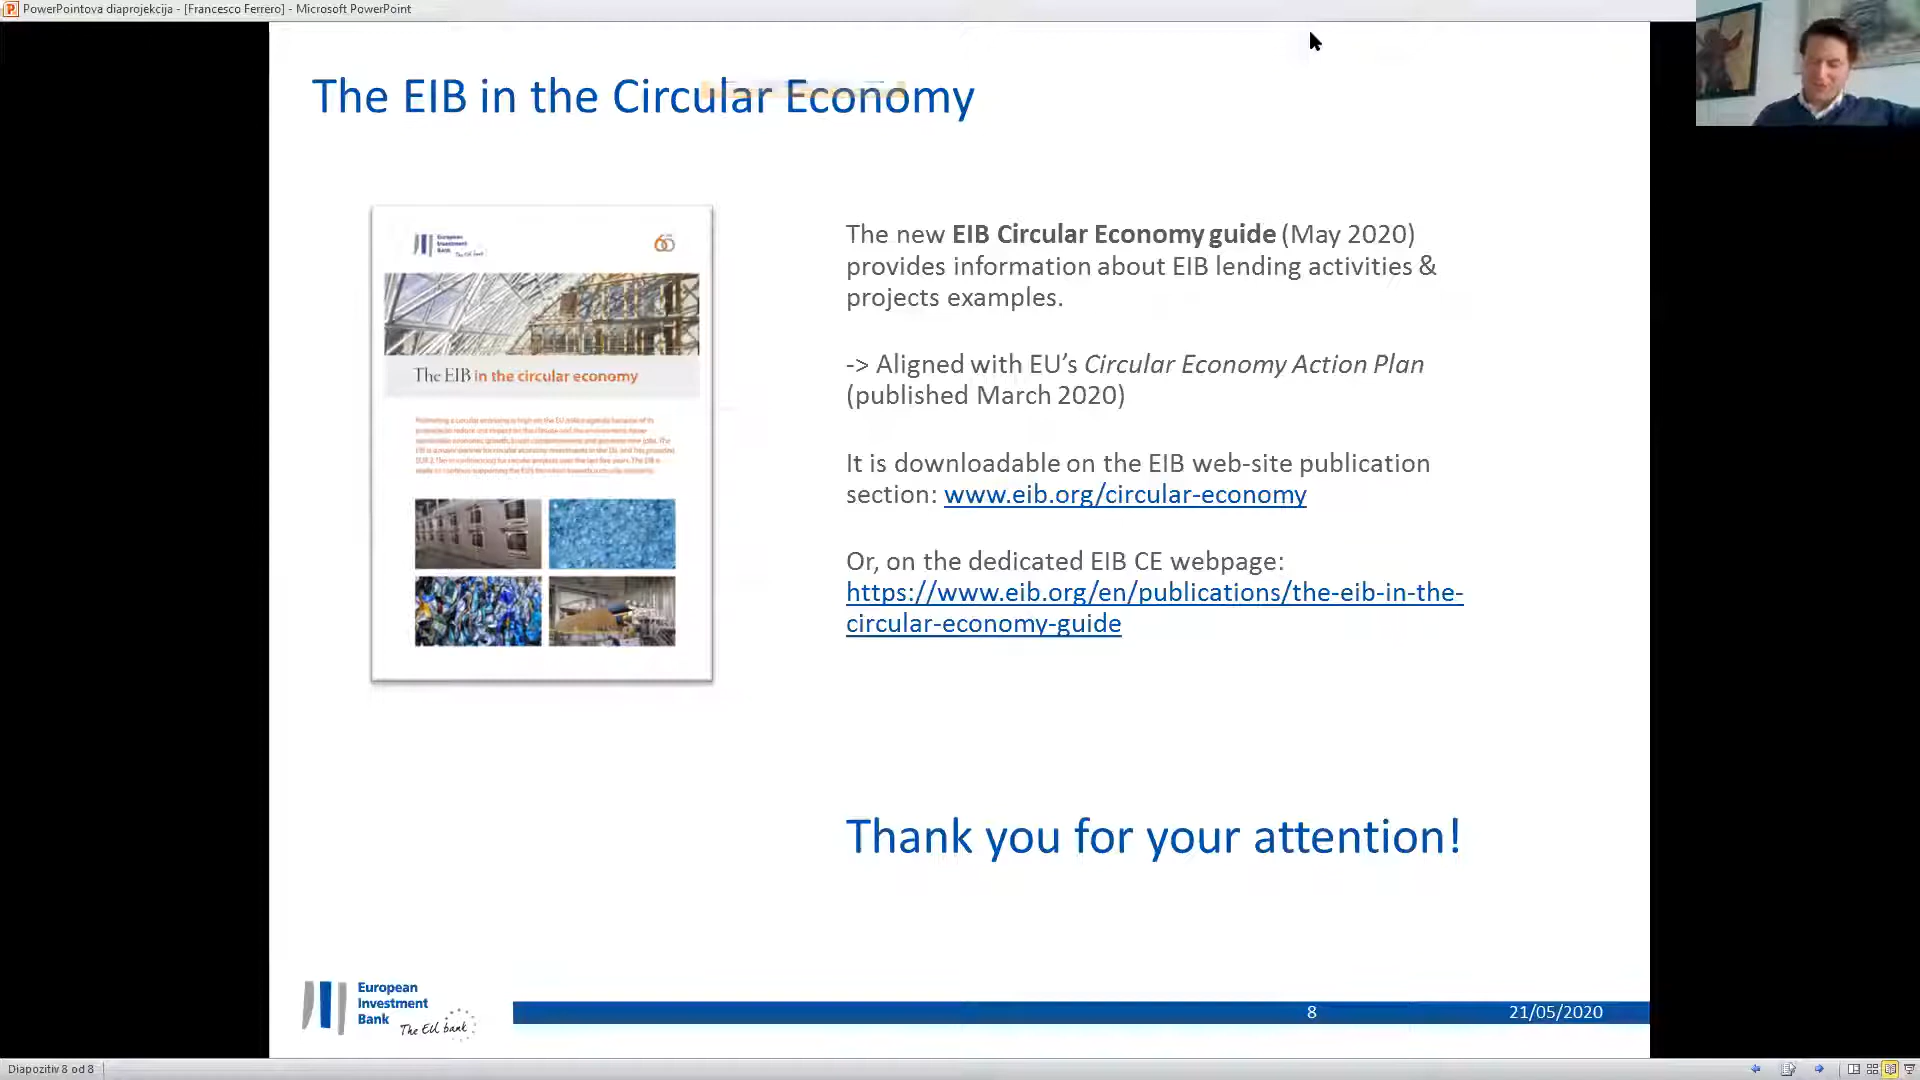 PowerPointova diaprojekcija - [Francesco Ferrero] - Microsoft PowerPoint
The EIB in the Circular Economy
European
Investment
Bank
The EIB in the circular economy
The new EIB Circular Economy guide (May 2020)
provides information about EIB lending activities &
projects examples.
-> Aligned with EU’s Circular Economy Action Plan
(published March 2020)
It is downloadable on the EIB web-site publication
section: www.eib.org/circular-economy
Or, on the dedicated EIB CE webpage:
https://www.eib.org/en/publications/the-eib-in-the-
circular-economy-guide
Thank you for your attention!
European
Investment
Bank
The EU bank
8
21/05/2020
Diapozitiv 8 od 8